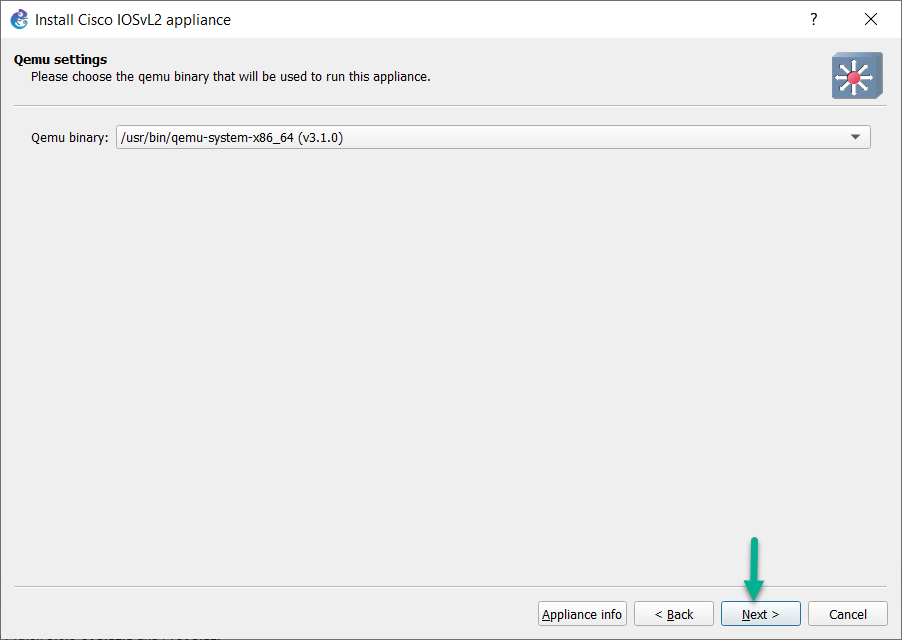 Install Cisco IOSvL2 appliance
?
Qemu settings
Please choose the qemu binary that will be used to run this appliance.
Qemu binary: /usr/bin/qemu-system-x86_64 (v3.1.0)
Appliance info < Back Next > Cancel